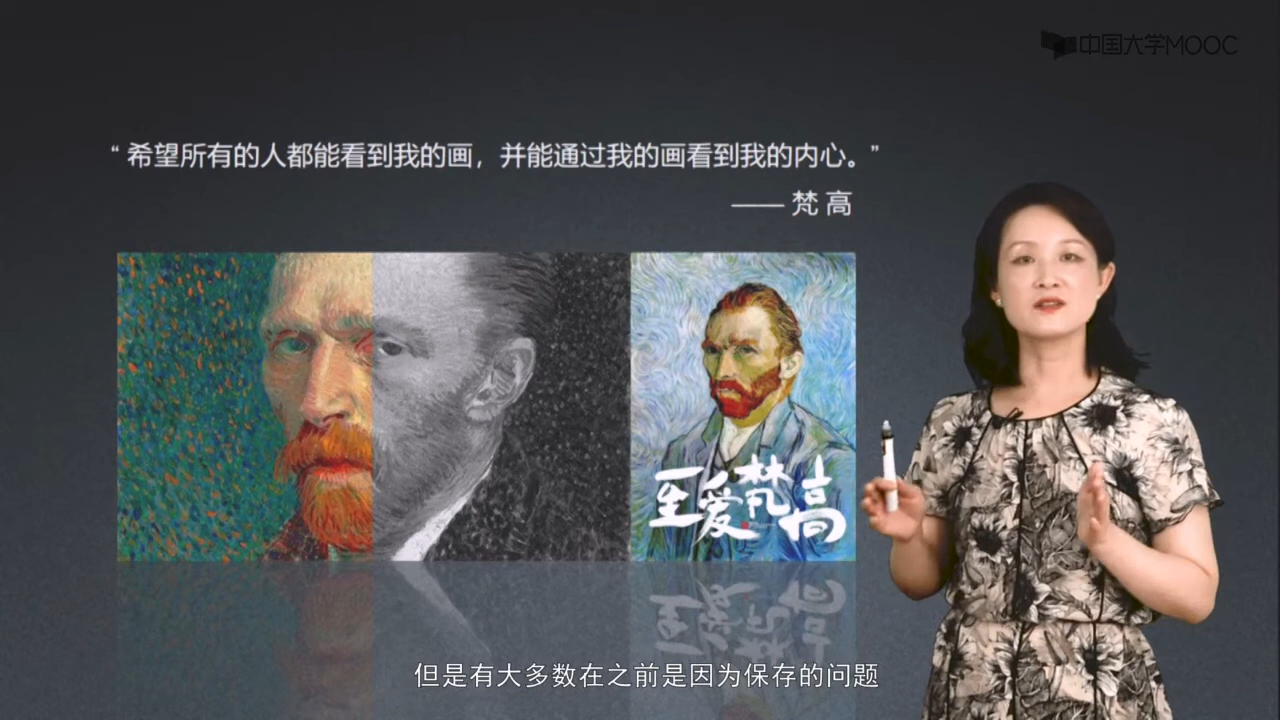 中国大学MOOC
“希望所有的人都能看到我的画，并能通过我的画看到我的内心。”
——梵高
至爱梵高
但是有大多数在之前是因为保存的问题